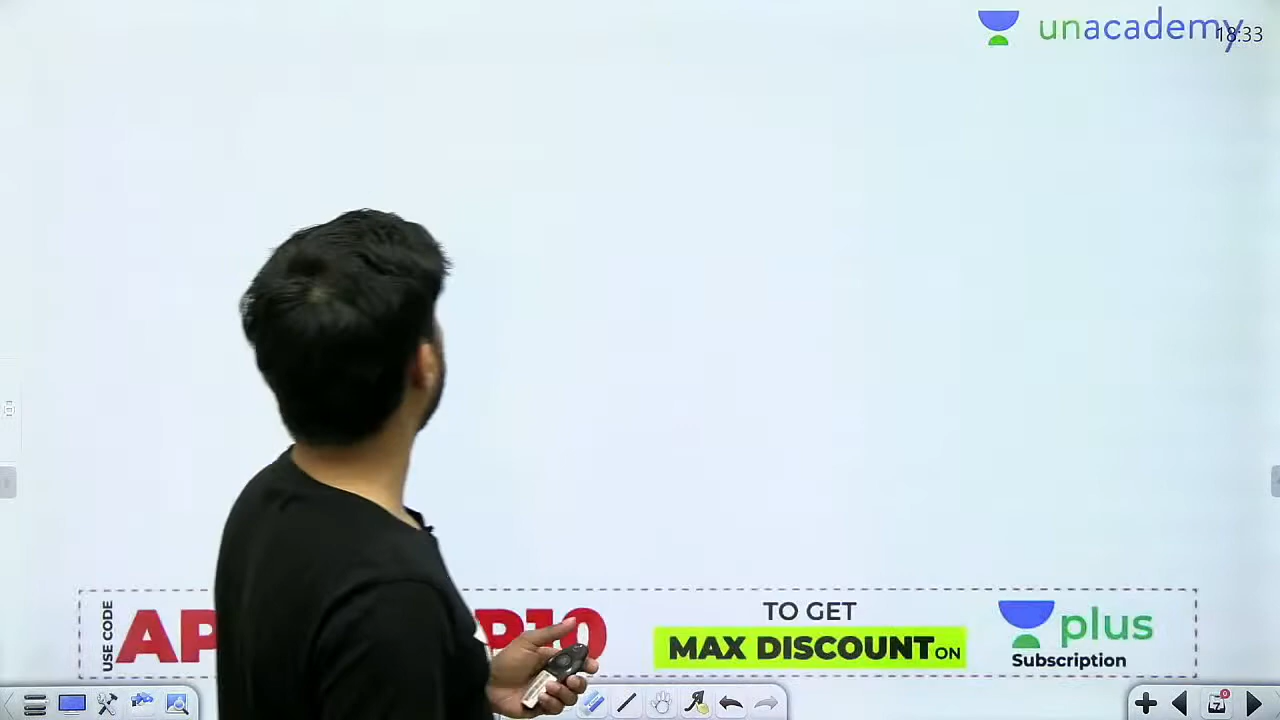 unacademy
18:33
USE CODE
TO GET
MAX DISCOUNT ON
plus
Subscription